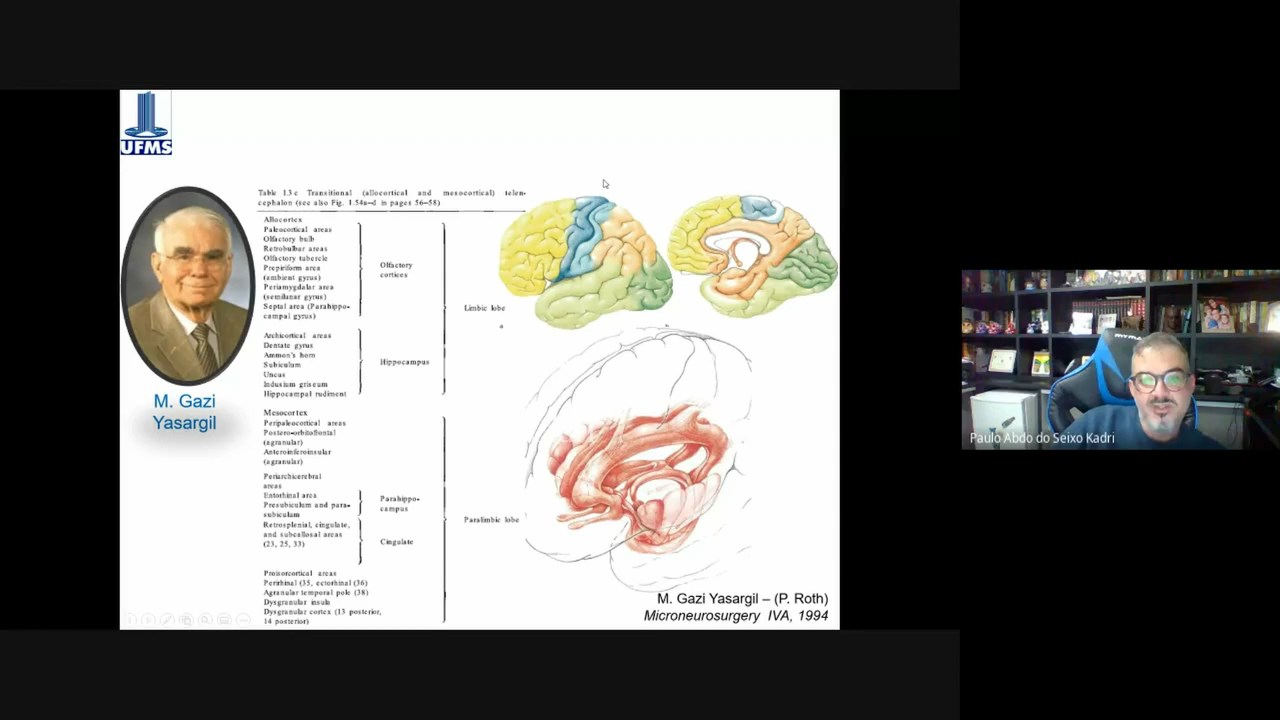 UFMS
M. Gazi
Yasargil
Table 1.3 c Transitional (allocortical and mesocortical) telen-
cephalon (see also Fig. 1.54a–d in pages 56–58)
Allocortex
Paleocortical areas
Olfactory bulb
Retrobulbar areas
Olfactory tubercle
Prepiriform area
(ambient gyrus)
Periamygdalar area
(semilunar gyrus)
Septal area (Parahippo-
campal gyrus)
Olfactory
cortices
Archicortical areas
Dentate gyrus
Ammon's horn
Subiculum
Uncus
Indusium griseum
Hippocampal rudiment
Hippocampus
Limbic lobe
Mesocortex
Peripaleocortical areas
Postero-orbitofrontal
(agranular)
Anteroinferoinsular
(agranular)
Periarchicerebral
areas
Entorhinal area
Presubiculum and para-
subiculum
Parahippo-
campus
Retrosplenial, cingulate,
and subcallosal areas
(23, 25, 33)
Cingulate
Paralimbic lobe
Proisocortical areas
Perirhinal (35, ectorhinal (36)
Agranular temporal pole (38)
Dysgranular insula
Dysgranular cortex (13 posterior,
14 posterior)
a
M. Gazi Yasargil – (P. Roth)
Microneurosurgery IVA, 1994
Paulo Abdo do Seixo Kadri